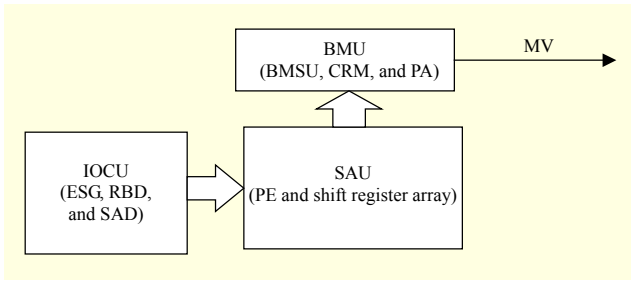 BMU
(BMSU, CRM, and PA)
MV
IOCU
(ESG, RBD,
and SAD)
SAU
(PE and shift register array)